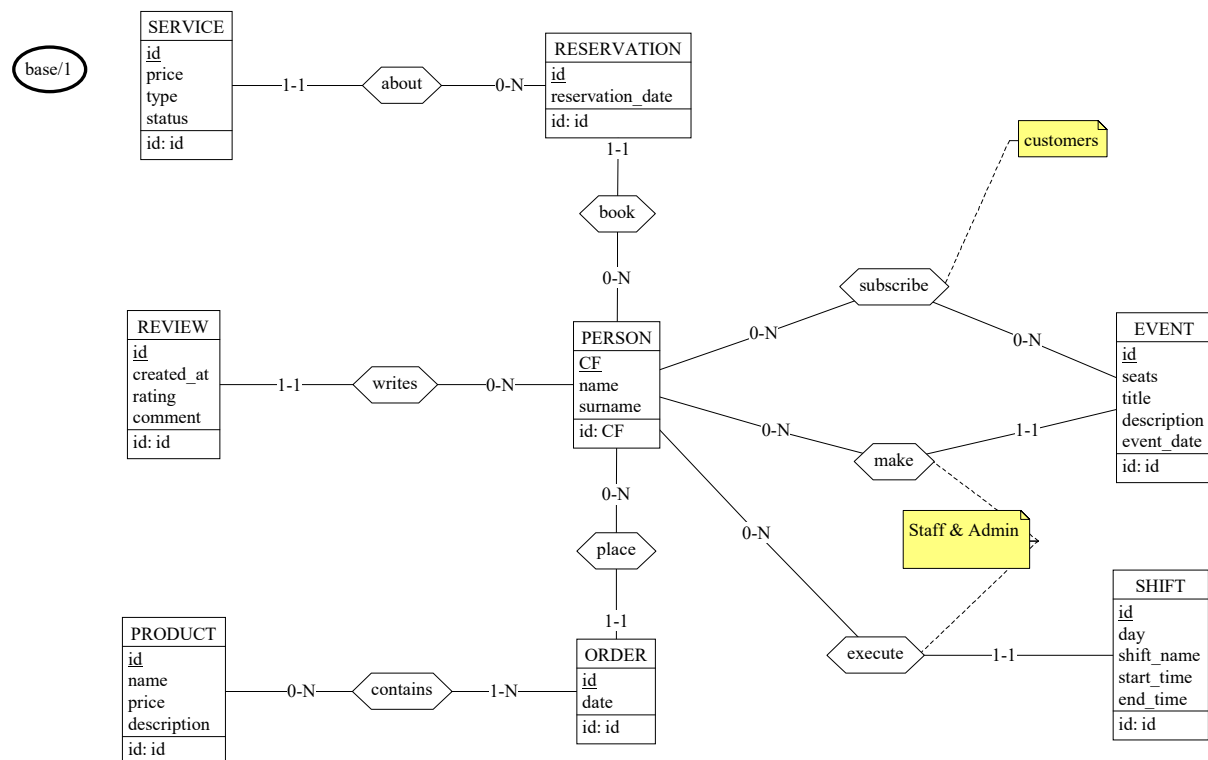 base/1
SERVICE
id
price
type
status
id: id
1-1
about
0-N
RESERVATION
id
reservation_date
id: id
1-1
book
0-N
customers
subscribe
0-N
0-N
REVIEW
id
created_at
rating
comment
id: id
1-1
writes
0-N
PERSON
CF
name
surname
id: CF
EVENT
id
seats
title
description
event_date
id: id
0-N
make
1-1
Staff & Admin
0-N
0-N
place
1-1
SHIFT
id
day
shift_name
start_time
end_time
id: id
execute
1-1
PRODUCT
id
name
price
description
id: id
0-N
contains
1-N
ORDER
id
date
id: id